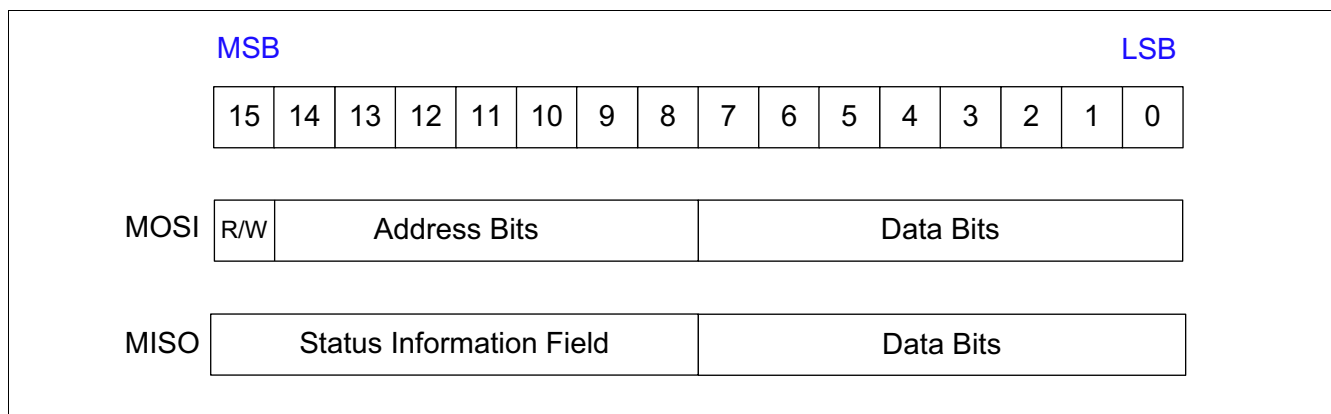 MSB LSB
15 14 13 12 11 10 9 8 7 6 5 4 3 2 1 0
MOSI R/W Address Bits Data Bits
MISO Status Information Field Data Bits